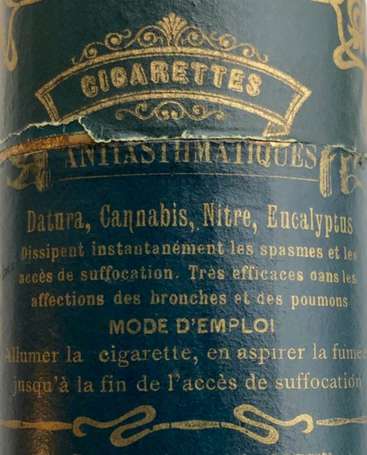 CIGARETTES
ANTIASTHMATIQUES
Datura, Cannabis, Nitre, Eucalyptus
Dissipent instantanément les spasmes et les
accès de suffocation. Très efficaces dans les
affections des bronches et des poumons
MODE D'EMPLOI
Allumer la cigarette, en aspirer la fumée
jusqu'à la fin de l'accès de suffocation